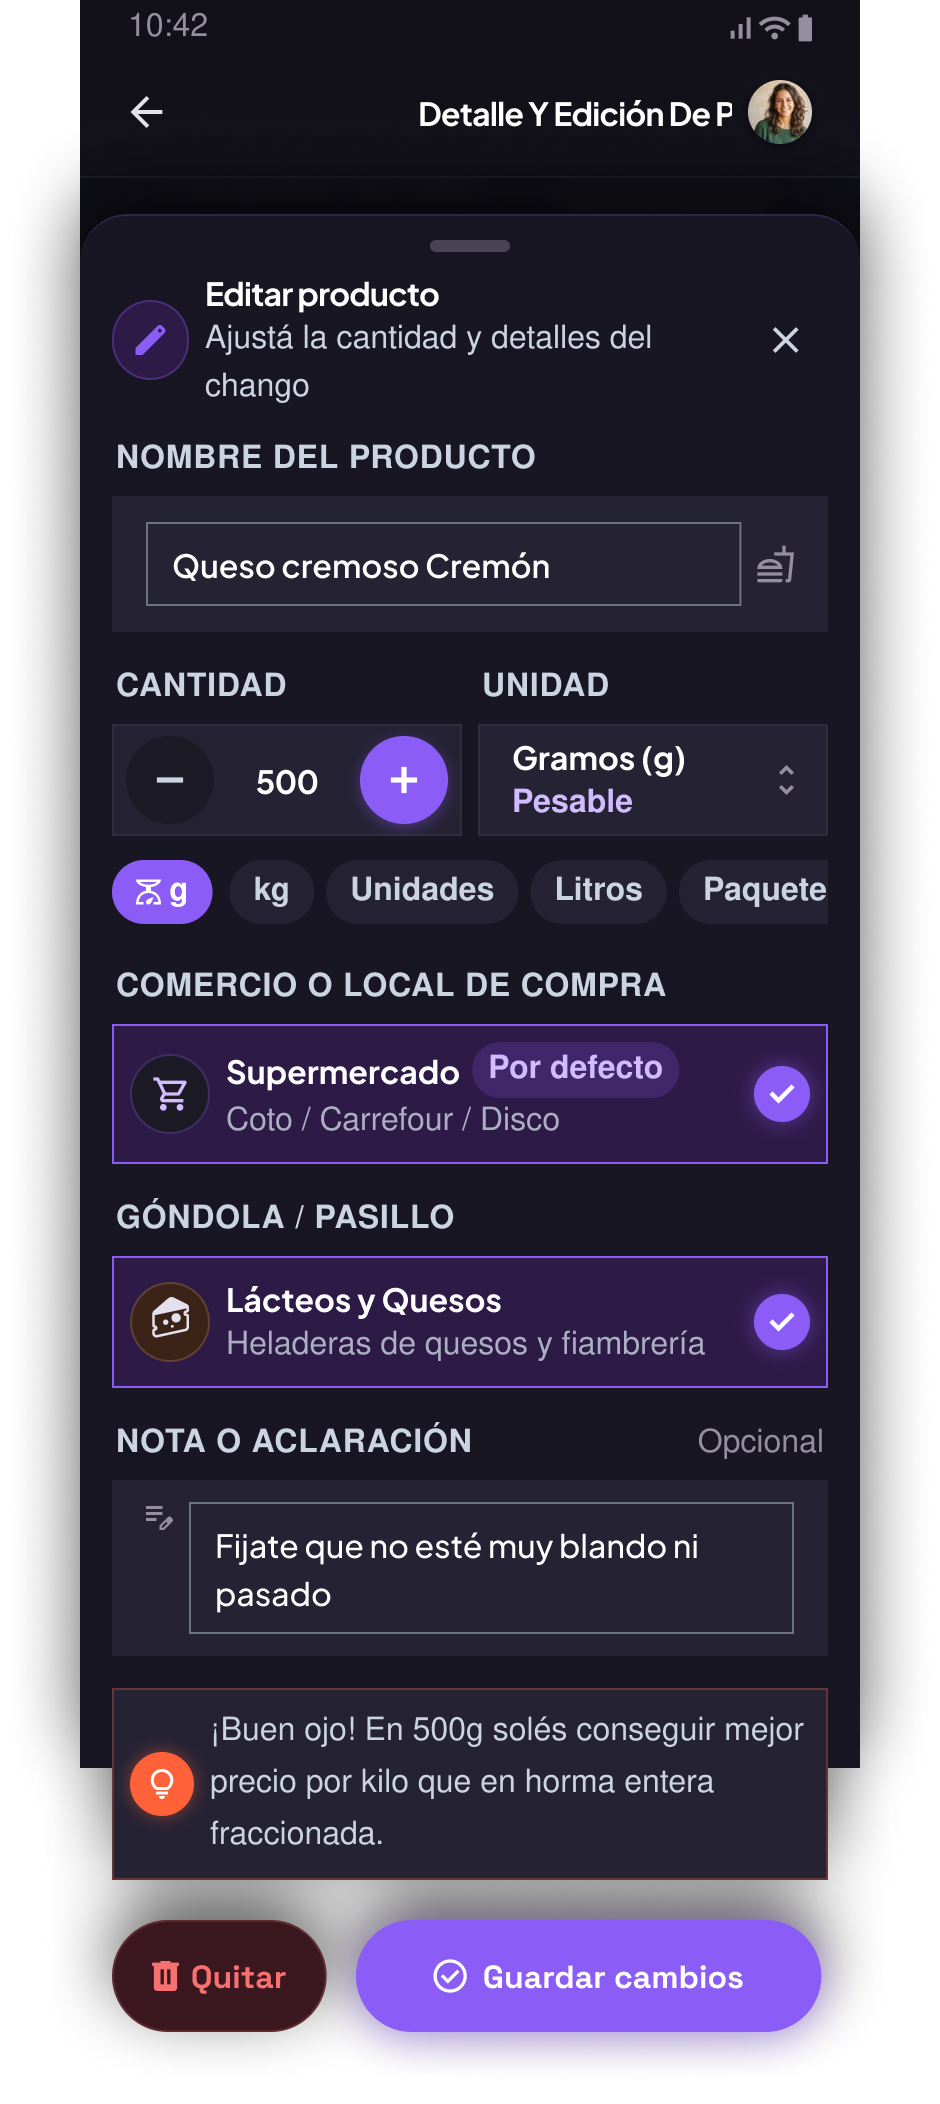 10:42
Detalle Y Edición De P
Editar producto
Ajustá la cantidad y detalles del
chango
NOMBRE DEL PRODUCTO
Queso cremoso Cremón
CANTIDAD
UNIDAD
500
Gramos (g)
Pesable
g
kg
Unidades
Litros
Paquete
COMERCIO O LOCAL DE COMPRA
Supermercado
Por defecto
Coto / Carrefour / Disco
GÓNDOLA / PASILLO
Lácteos y Quesos
Heladeras de quesos y fiambrería
NOTA O ACLARACIÓN
Opcional
Fijate que no esté muy blando ni
pasado
¡Buen ojo! En 500g solés conseguir mejor
precio por kilo que en horma entera
fraccionada.
Quitar
Guardar cambios